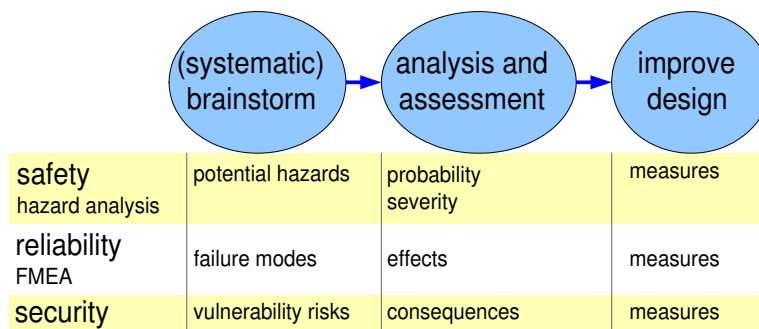 (systematic)
brainstorm
analysis and
assessment
improve
design
safety
hazard analysis
potential hazards
probability
severity
measures
reliability
FMEA
failure modes
effects
measures
security
vulnerability risks
consequences
measures